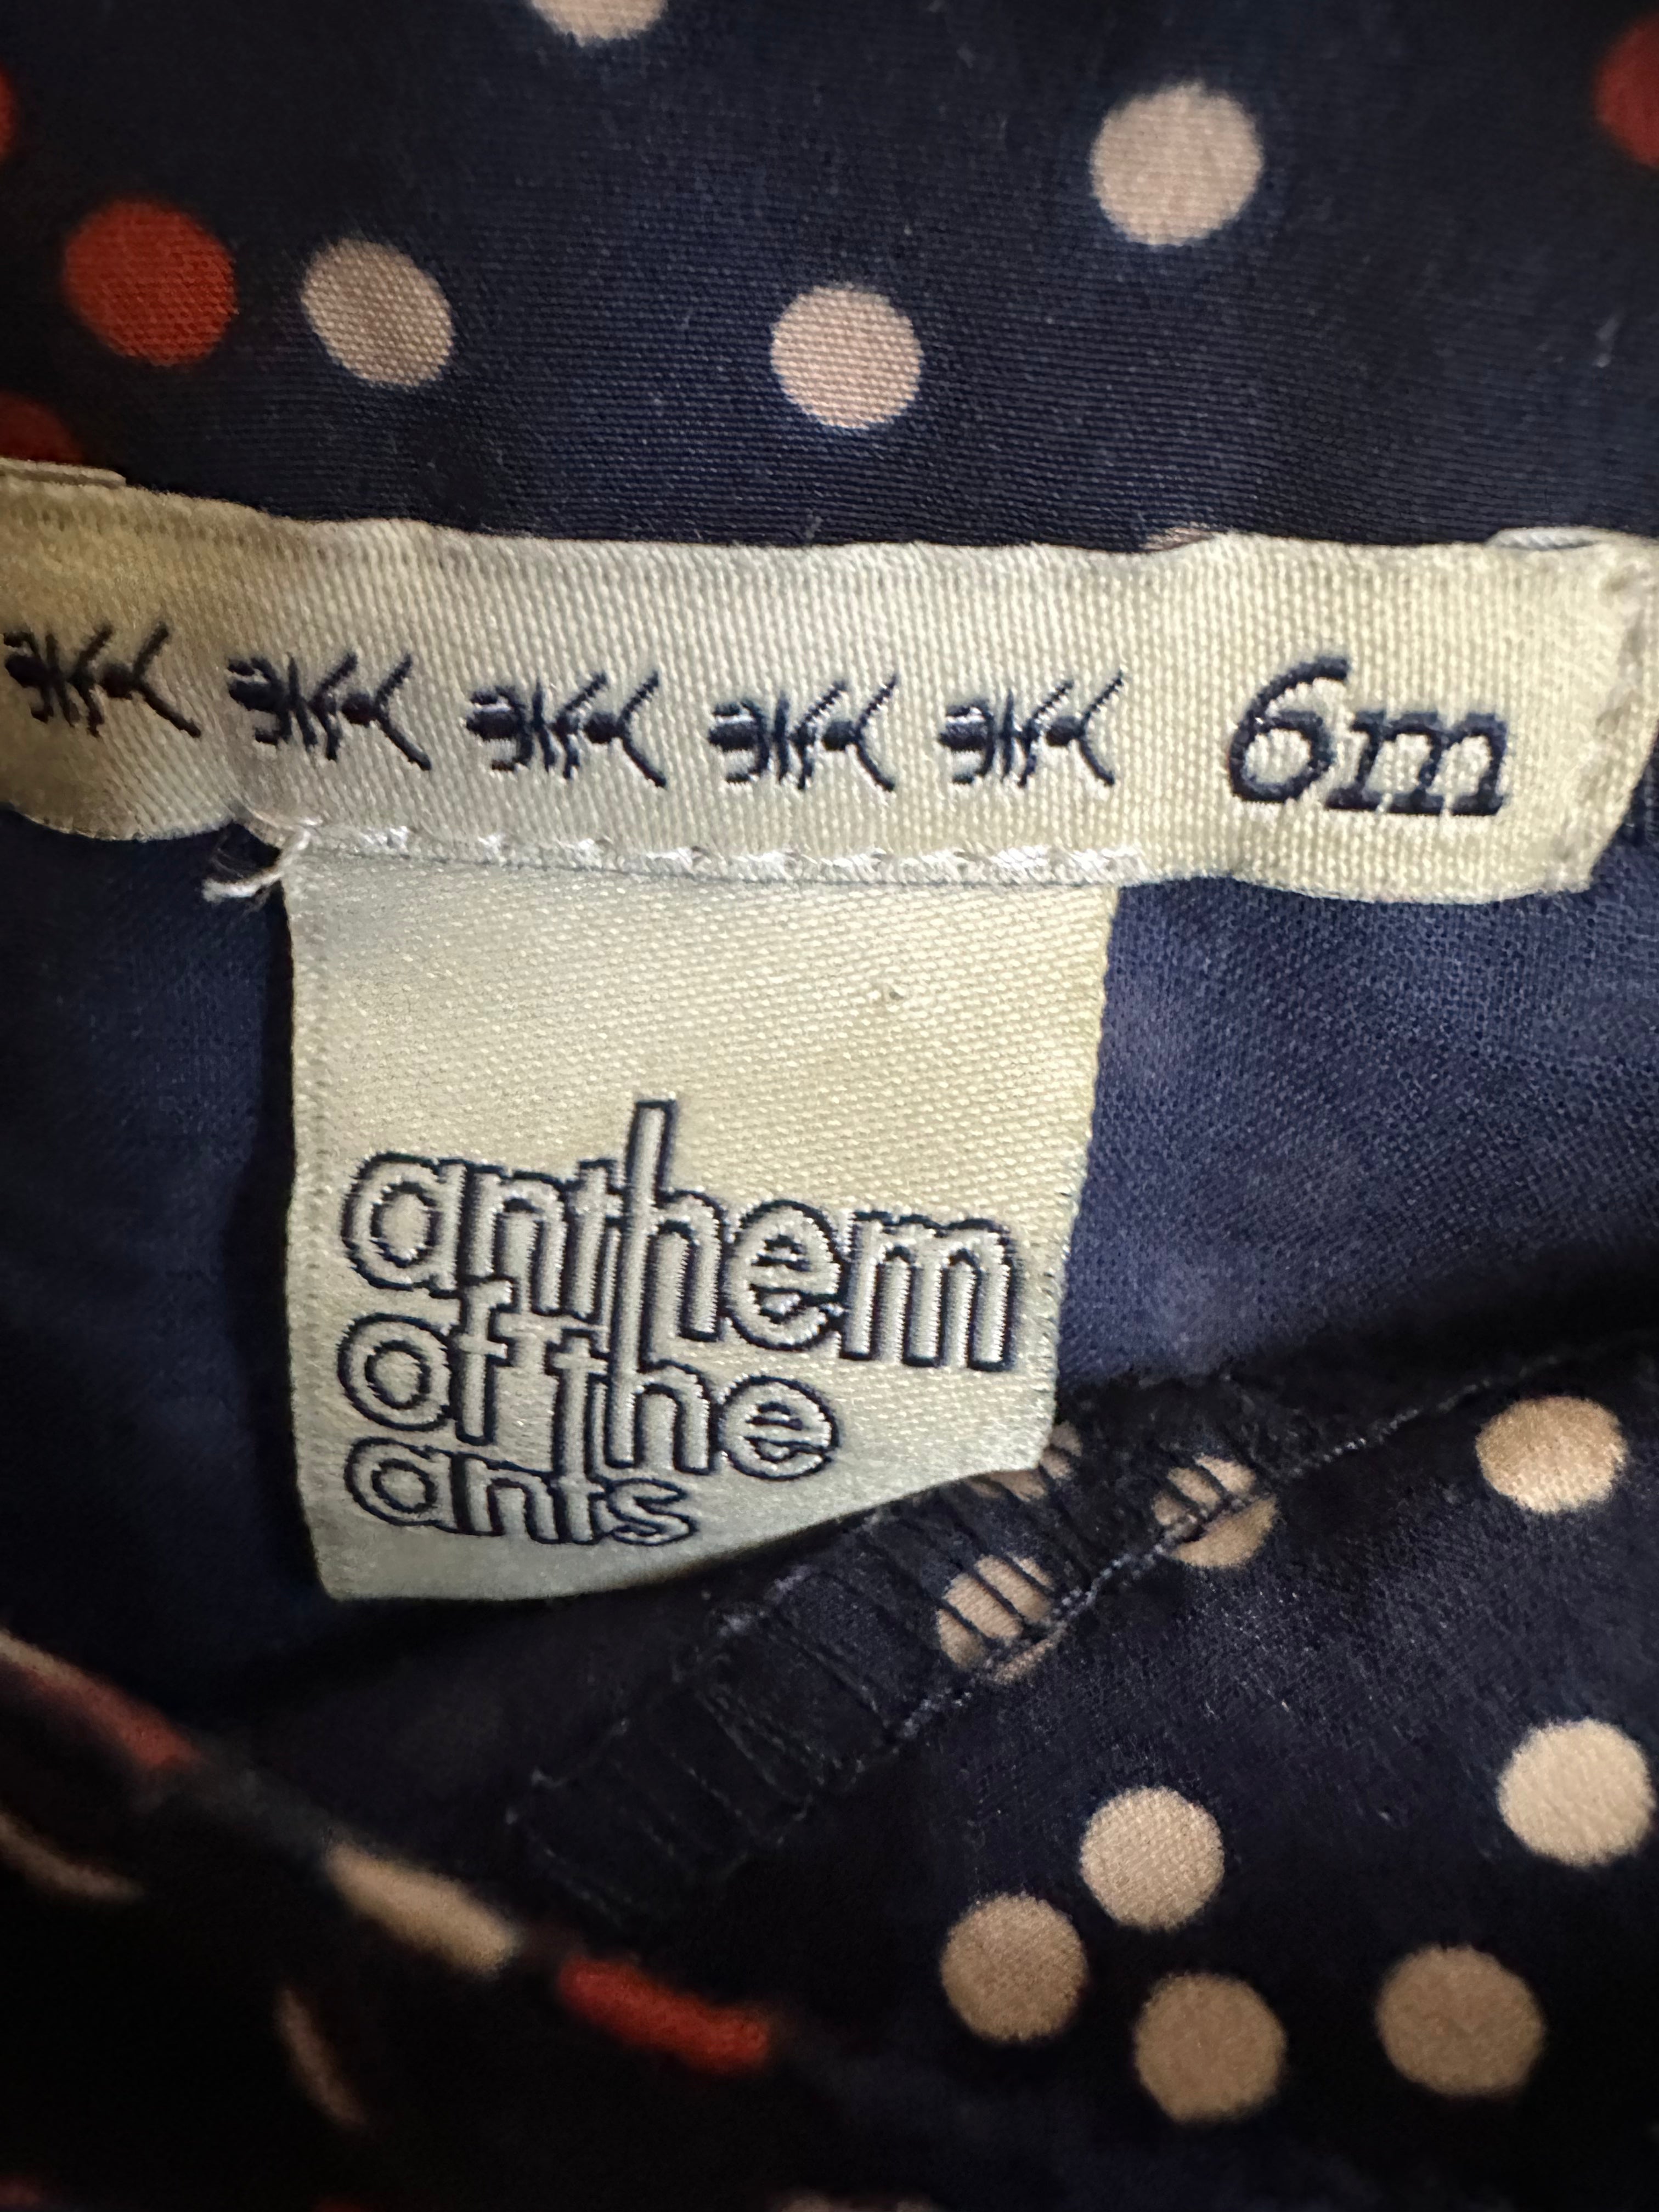 6m
anthem
of the
ants